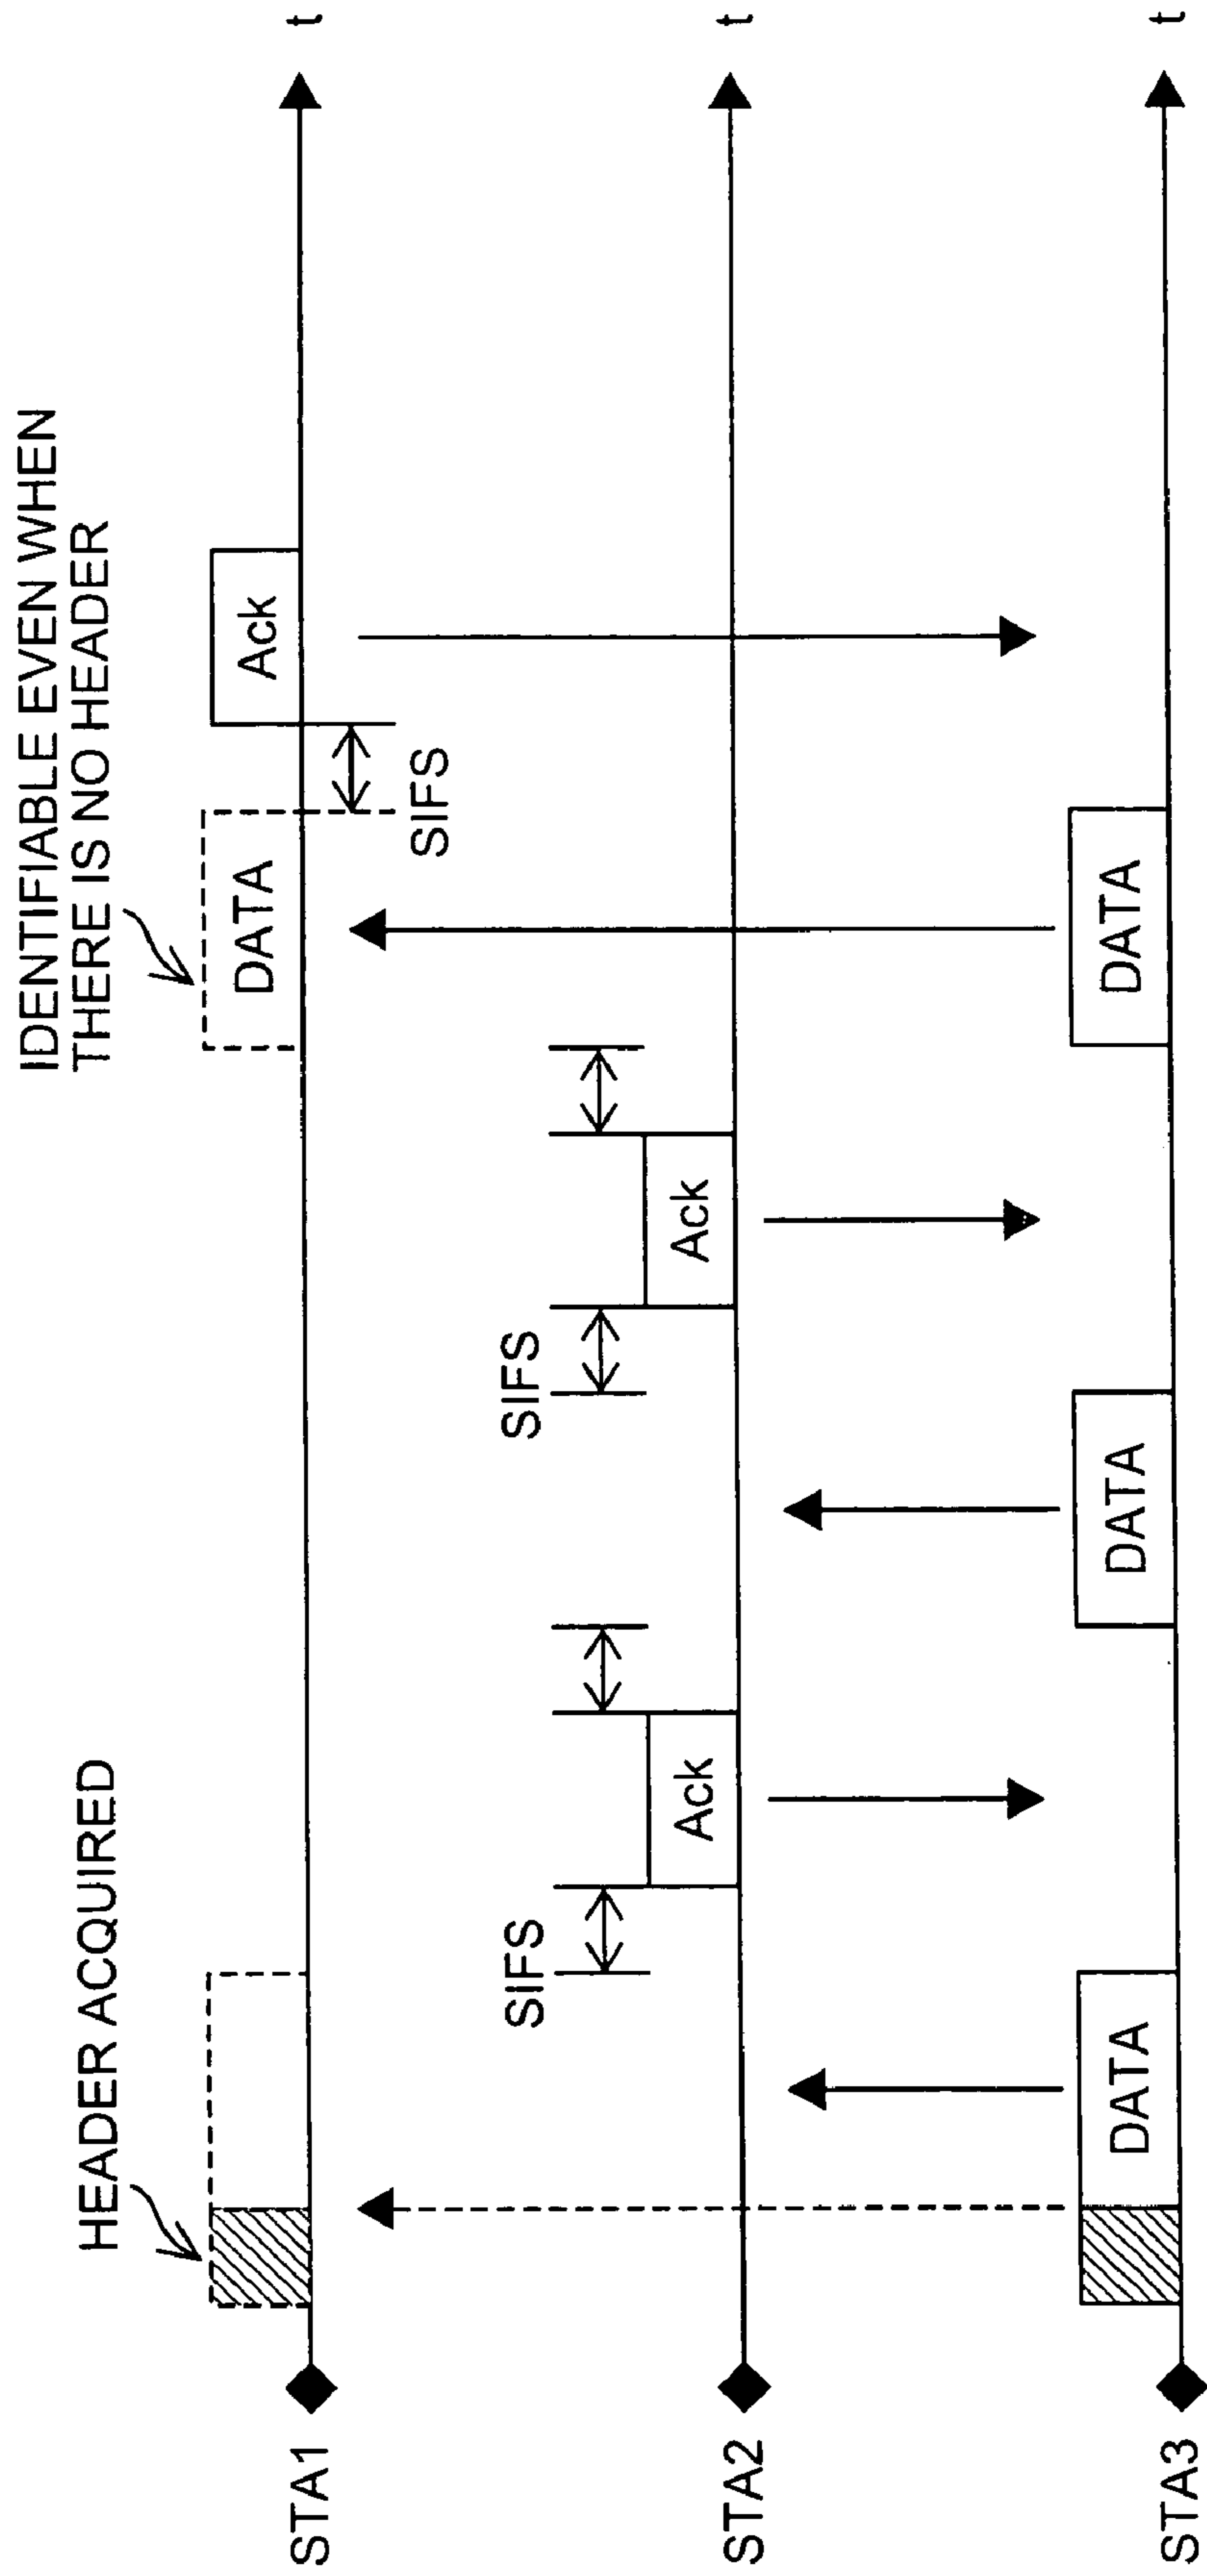 HEADER ACQUIRED
IDENTIFIABLE EVEN WHEN
THERE IS NO HEADER
STA1
DATA
Ack
t
SIFS
SIFS
SIFS
STA2
Ack
Ack
t
STA3
DATA
DATA
DATA
t